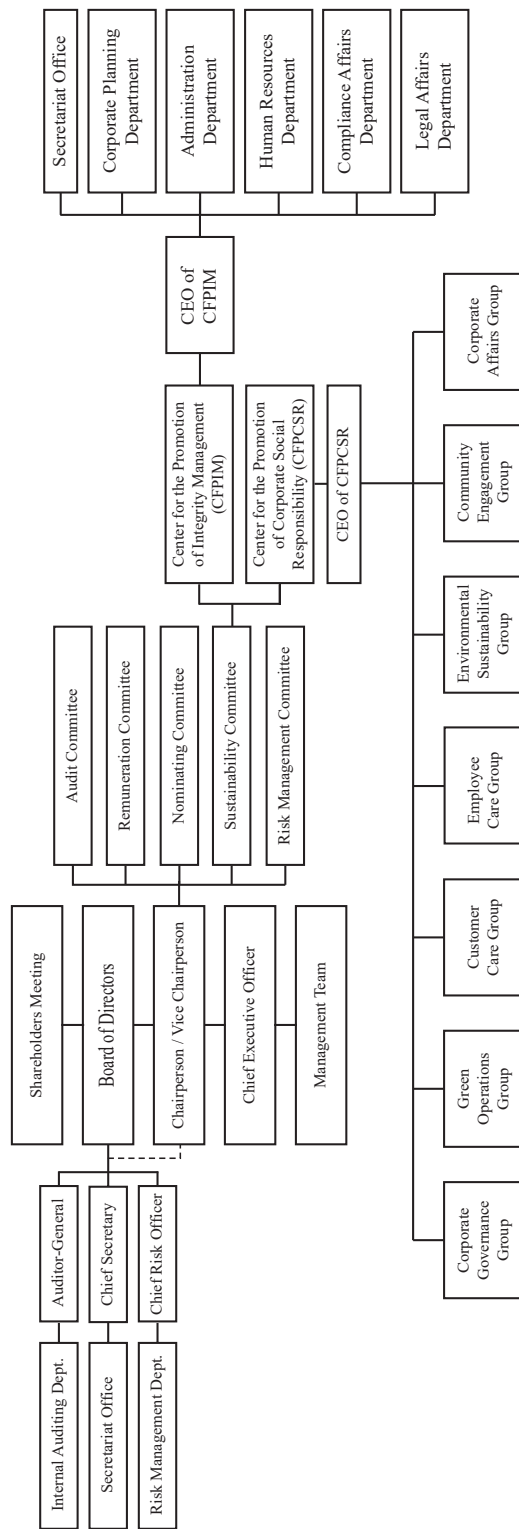 Shareholders Meeting
Board of Directors
Chairperson / Vice Chairperson
Chief Executive Officer
Management Team
Auditor-General
Chief Secretary
Chief Risk Officer
Internal Auditing Dept.
Secretariat Office
Risk Management Dept.
Audit Committee
Remuneration Committee
Nominating Committee
Sustainability Committee
Risk Management Committee
Center for the Promotion
of Integrity Management
(CFPIM)
Center for the Promotion
of Corporate Social
Responsibility (CFPCSR)
CEO of CFPCSR
CEO of
CFPIM
Secretariat Office
Corporate Planning
Department
Administration
Department
Human Resources
Department
Compliance Affairs
Department
Legal Affairs
Department
Corporate
Governance
Group
Green
Operations
Group
Customer
Care Group
Employee
Care Group
Environmental
Sustainability
Group
Community
Engagement
Group
Corporate
Affairs Group